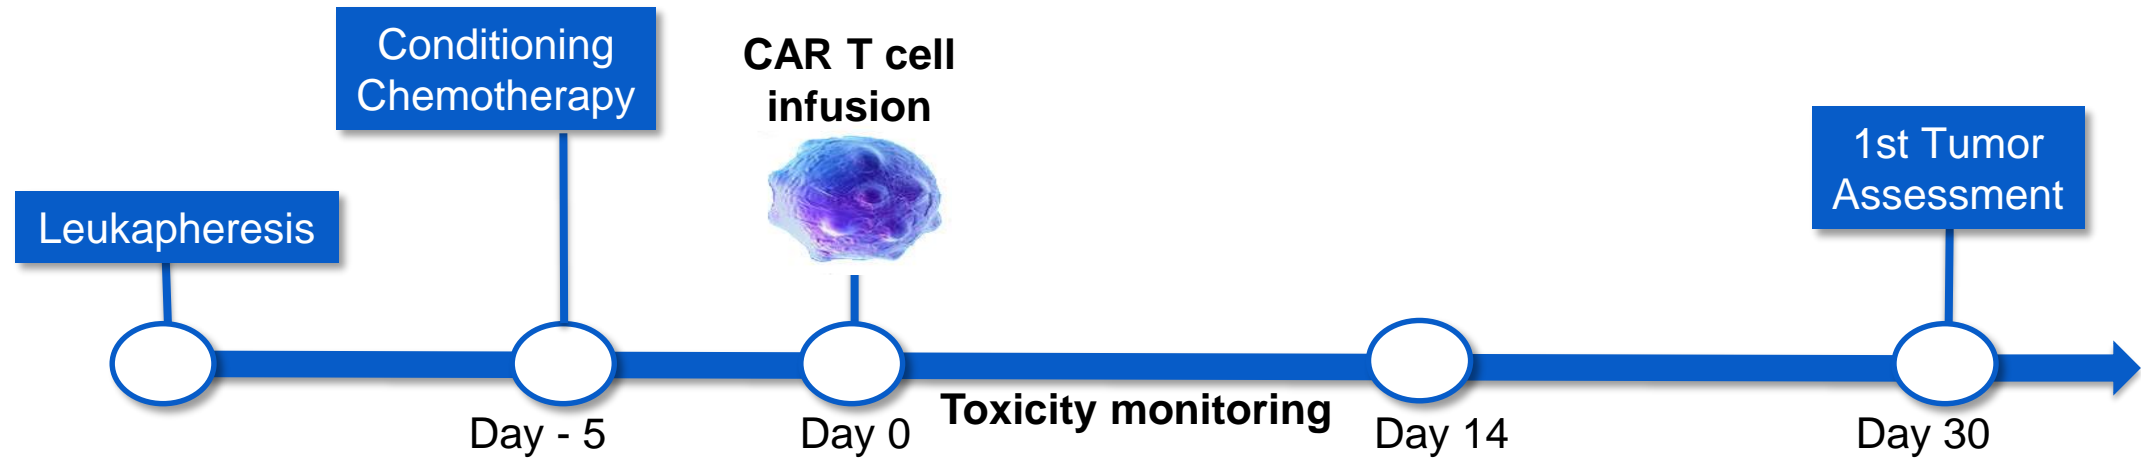 Conditioning
Chemotherapy
CAR T cell
infusion
1st Tumor
Assessment
Leukapheresis
Toxicity monitoring
Day - 5
Day 0
Day 14
Day 30